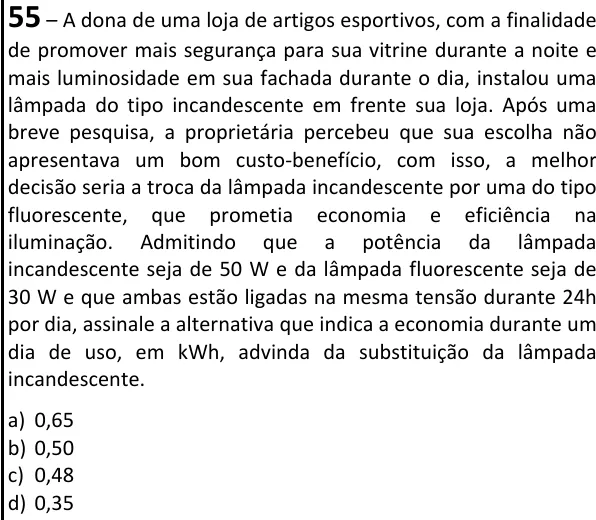 55 – A dona de uma loja de artigos esportivos, com a finalidade
de promover mais segurança para sua vitrine durante a noite e
mais luminosidade em sua fachada durante o dia, instalou uma
lâmpada do tipo incandescente em frente sua loja. Após uma
breve pesquisa, a proprietária percebeu que sua escolha não
apresentava um bom custo-benefício, com isso, a melhor
decisão seria a troca da lâmpada incandescente por uma do tipo
fluorescente, que prometia economia e eficiência na
iluminação. Admitindo que a potência da lâmpada
incandescente seja de 50 W e da lâmpada fluorescente seja de
30 W e que ambas estão ligadas na mesma tensão durante 24h
por dia, assinale a alternativa que indica a economia durante um
dia de uso, em kWh, advinda da substituição da lâmpada
incandescente.
a) 0,65
b) 0,50
c) 0,48
d) 0,35